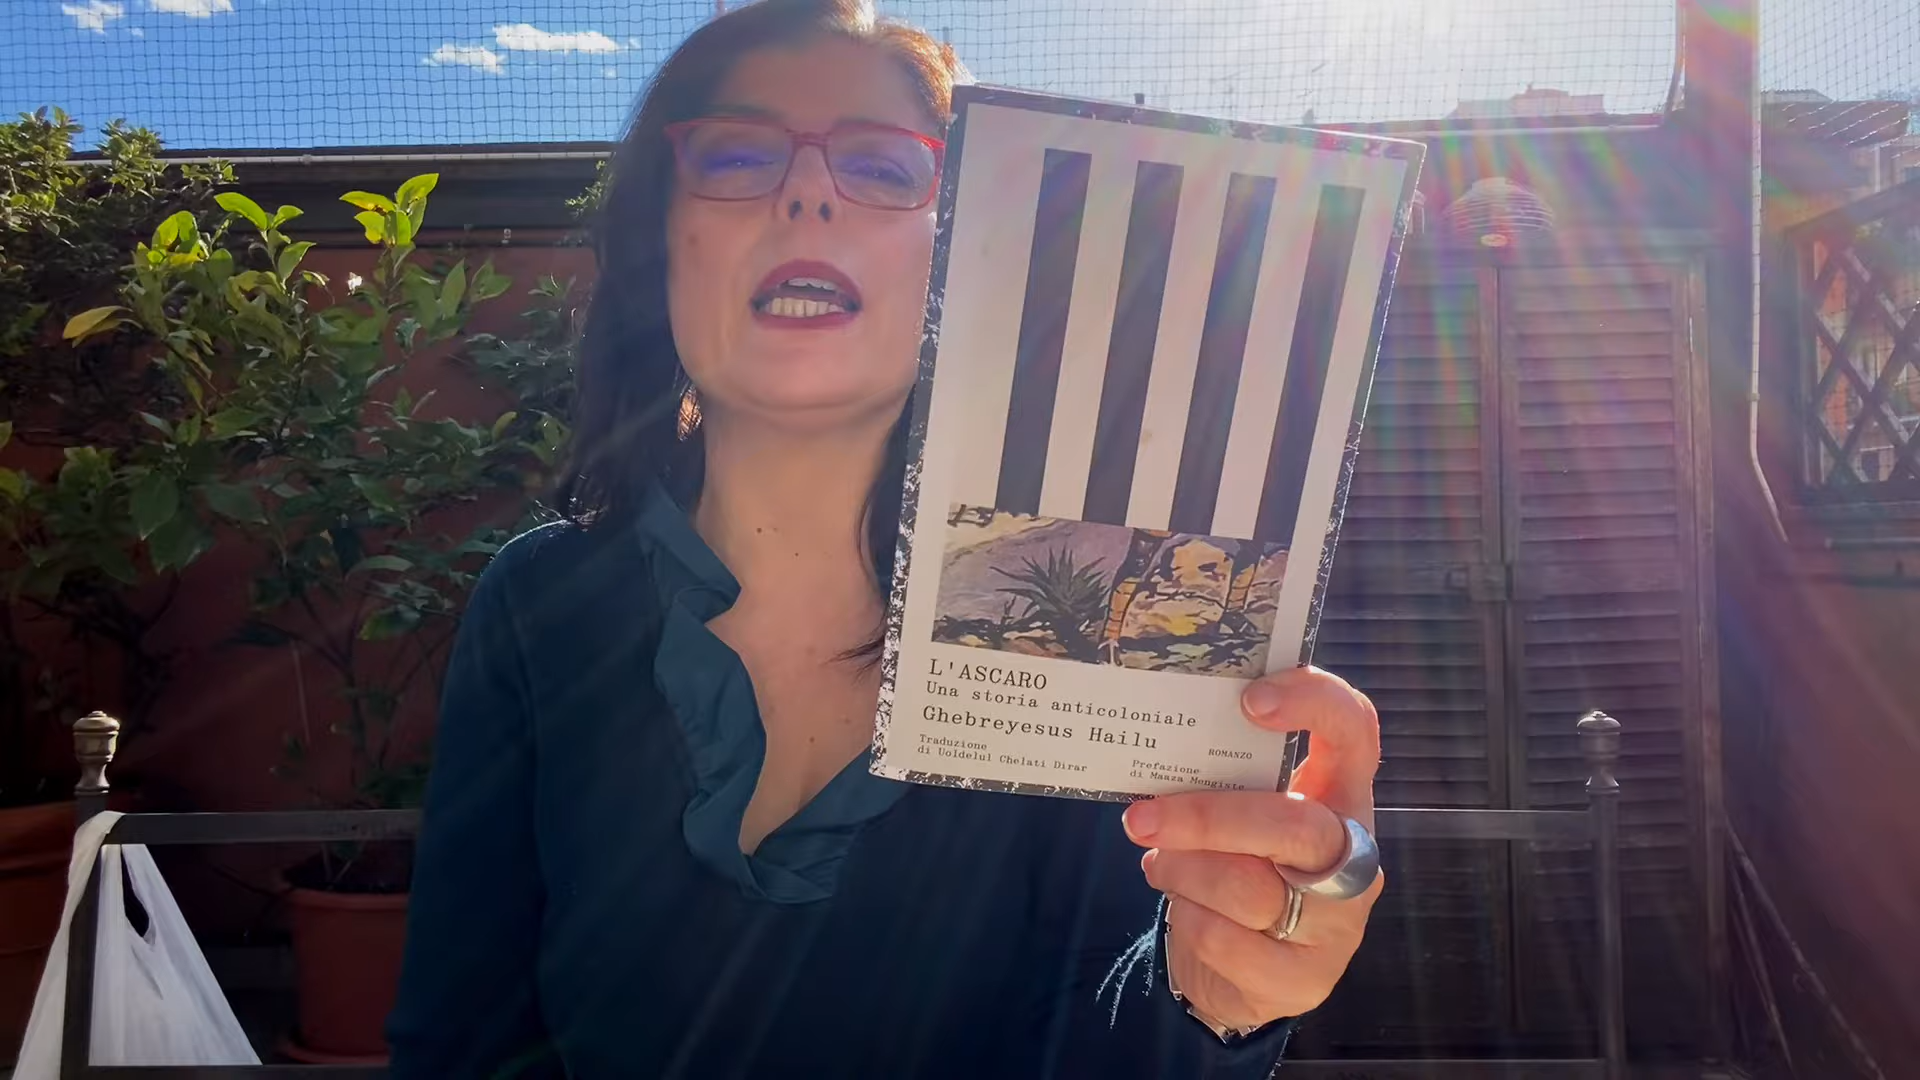 L'ASCARO
Una storia anticoloniale
Ghebreyesus Hailu
ROMANZO
Traduzione
di Uoldelul Chelati Dirar
Prefazione
di Maaza Mengiste